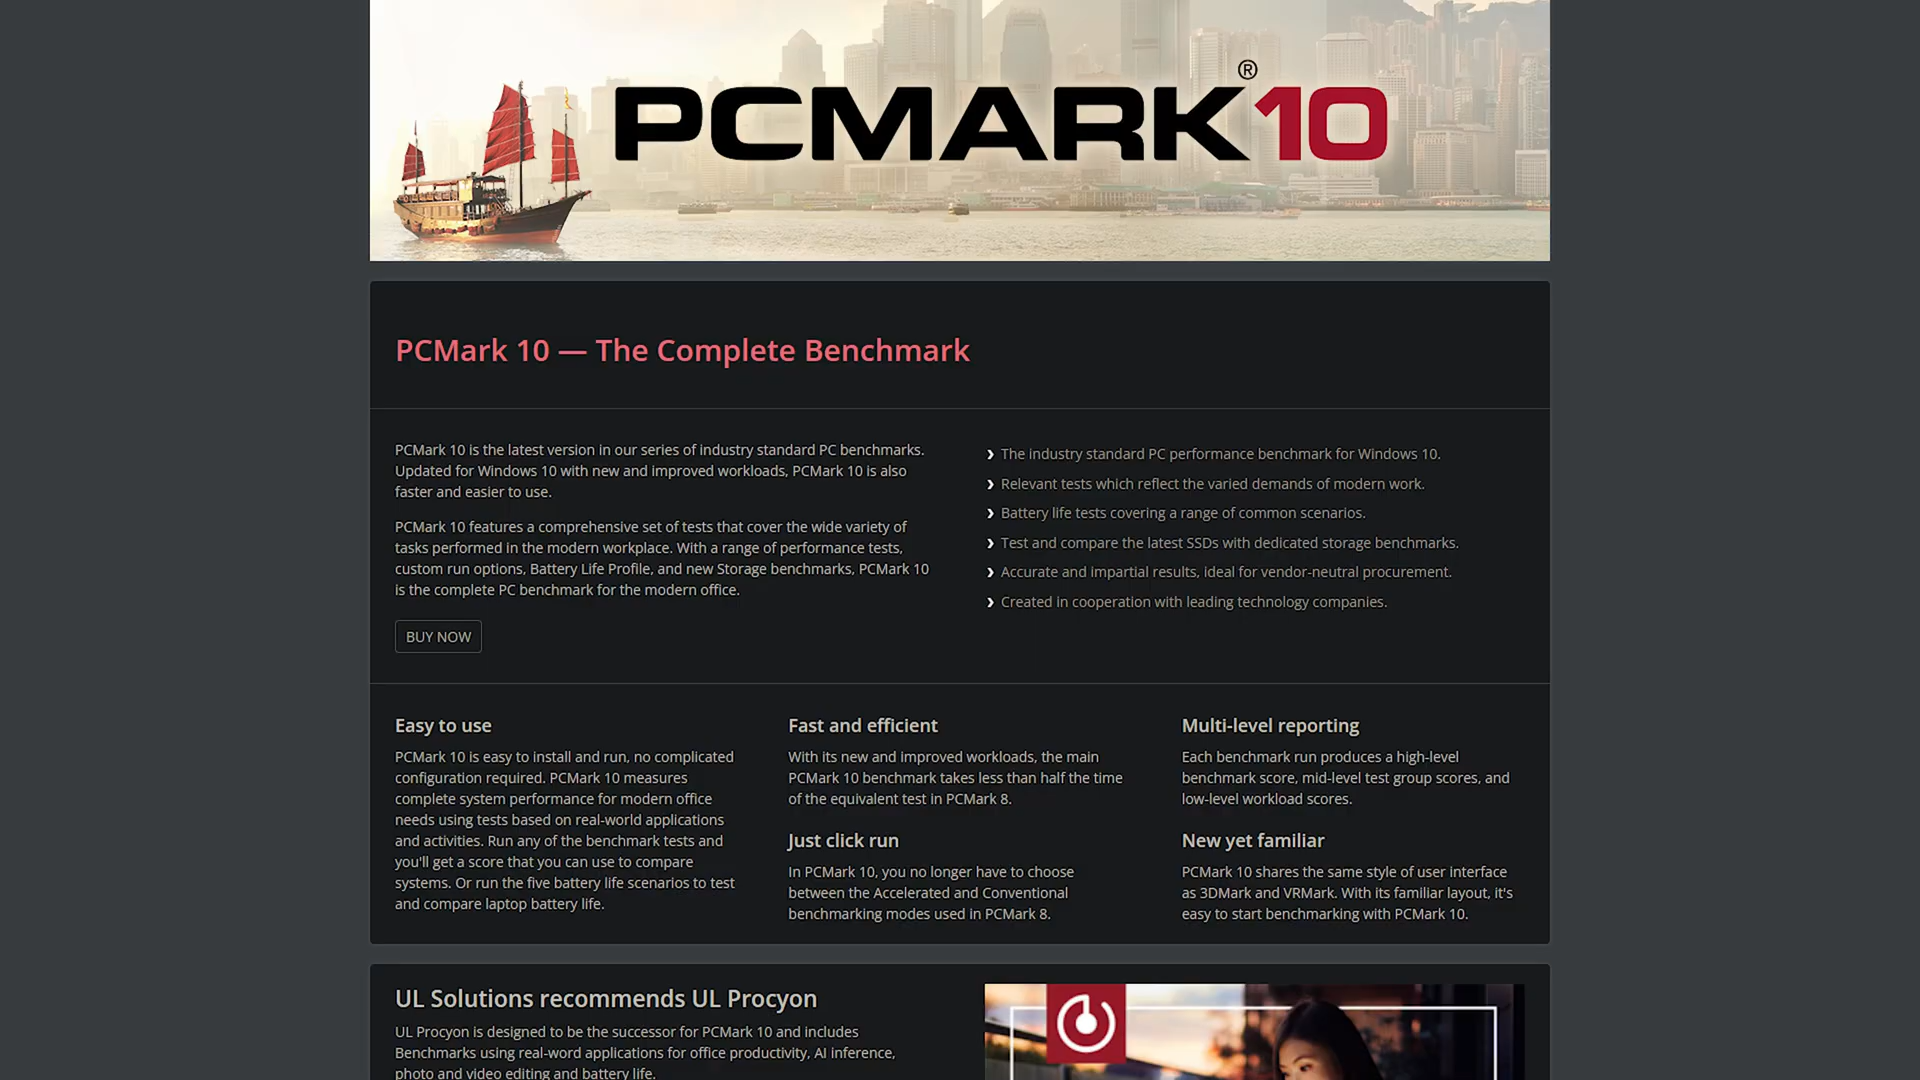 PCMARK®10
PCMark 10 — The Complete Benchmark
PCMark 10 is the latest version in our series of industry standard PC benchmarks.
Updated for Windows 10 with new and improved workloads, PCMark 10 is also
faster and easier to use.
PCMark 10 features a comprehensive set of tests that cover the wide variety of
tasks performed in the modern workplace. With a range of performance tests,
custom run options, Battery Life Profile, and new Storage benchmarks, PCMark 10
is the complete PC benchmark for the modern office.
BUY NOW
› The industry standard PC performance benchmark for Windows 10.
› Relevant tests which reflect the varied demands of modern work.
› Battery life tests covering a range of common scenarios.
› Test and compare the latest SSDs with dedicated storage benchmarks.
› Accurate and impartial results, ideal for vendor-neutral procurement.
› Created in cooperation with leading technology companies.
Easy to use
PCMark 10 is easy to install and run, no complicated
configuration required. PCMark 10 measures
complete system performance for modern office
needs using tests based on real-world applications
and activities. Run any of the benchmark tests and
you'll get a score that you can use to compare
systems. Or run the five battery life scenarios to test
and compare laptop battery life.
Fast and efficient
With its new and improved workloads, the main
PCMark 10 benchmark takes less than half the time
of the equivalent test in PCMark 8.
Just click run
In PCMark 10, you no longer have to choose
between the Accelerated and Conventional
benchmarking modes used in PCMark 8.
Multi-level reporting
Each benchmark run produces a high-level
benchmark score, mid-level test group scores, and
low-level workload scores.
New yet familiar
PCMark 10 shares the same style of user interface
as 3DMark and VRMark. With its familiar layout, it's
easy to start benchmarking with PCMark 10.
UL Solutions recommends UL Procyon
UL Procyon is designed to be the successor for PCMark 10 and includes
Benchmarks using real-word applications for office productivity, AI inference,
photo and video editing and battery life.